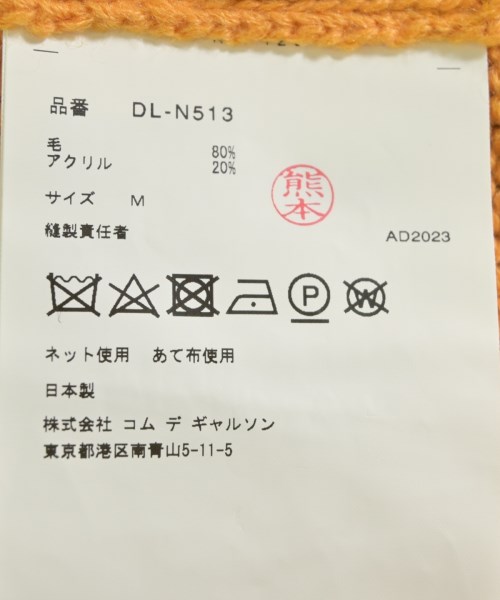 品番 DL-N513
毛 80%
アクリル 20%
サイズ M
熊本
縫製責任者
AD2023
P
W
ネット使用 あて布使用
日本製
株式会社 コム デ ギャルソン
東京都港区南青山5-11-5